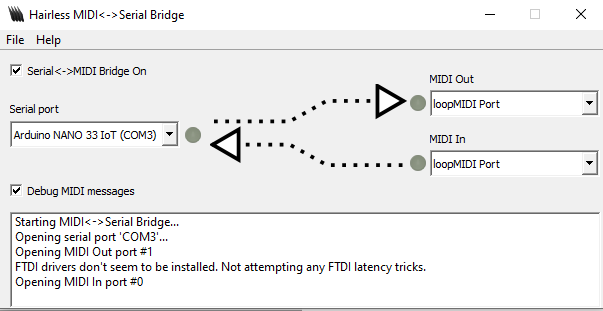 Hairless MIDI<->Serial Bridge
File Help
Serial<->MIDI Bridge On
MIDI Out
loopMIDI Port
Serial port
Arduino NANO 33 IoT (COM3)
MIDI In
loopMIDI Port
Debug MIDI messages
Starting MIDI<->Serial Bridge...
Opening serial port 'COM3'...
Opening MIDI Out port #1
FTDI drivers don't seem to be installed. Not attempting any FTDI latency tricks.
Opening MIDI In port #0